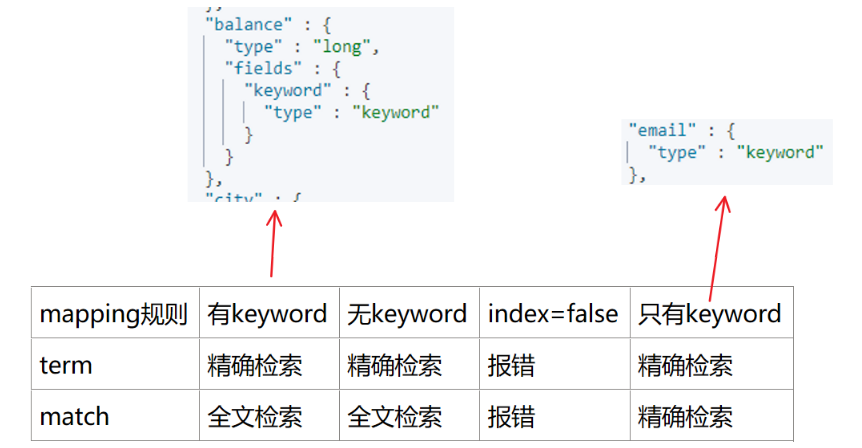 },
"balance" : {
"type" : "long",
"fields" : {
"keyword" : {
"type" : "keyword"
}
}
},
"city" : {
"email" : {
"type" : "keyword"
},
mapping规则 有keyword 无keyword index=false 只有keyword
term 精确检索 精确检索 报错 精确检索
match 全文检索 全文检索 报错 精确检索